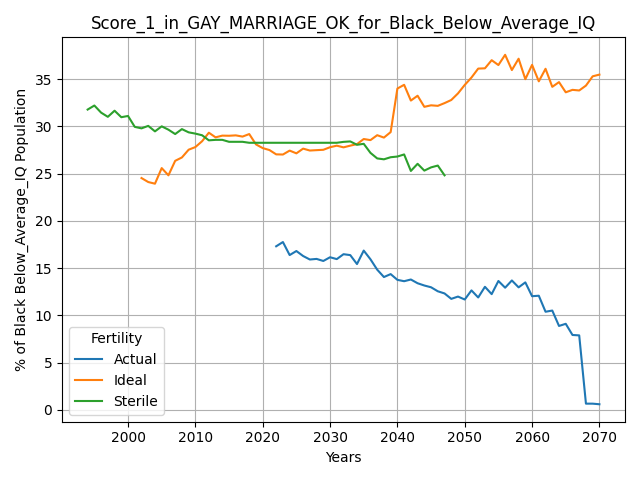 Score_1_in_GAY_MARRIAGE_OK_for_Black_Below_Average_IQ
% of Black Below_Average_IQ Population
35
30
25
20
15
10
5
0
Fertility
Actual
Ideal
Sterile
2000 2010 2020 2030 2040 2050 2060 2070
Years